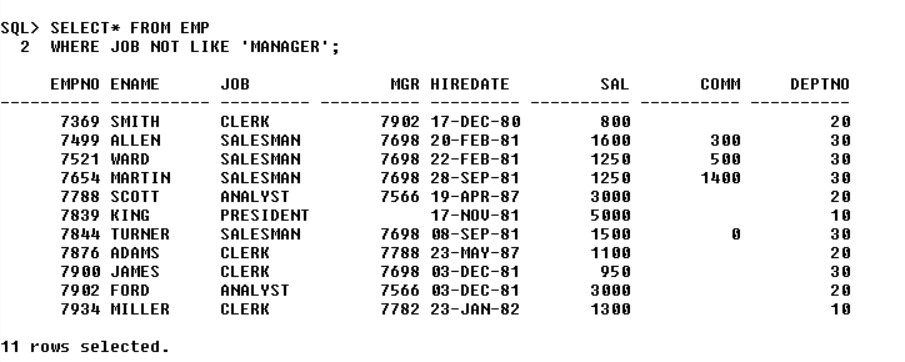 SQL> SELECT* FROM EMP
  2  WHERE JOB NOT LIKE 'MANAGER';
     EMPNO ENAME      JOB              MGR HIREDATE         SAL       COMM     DEPTNO
---------- ---------- --------- ---------- --------- ---------- ---------- ----------
      7369 SMITH      CLERK           7902 17-DEC-80        800                    20
      7499 ALLEN      SALESMAN        7698 20-FEB-81       1600        300         30
      7521 WARD       SALESMAN        7698 22-FEB-81       1250        500         30
      7654 MARTIN     SALESMAN        7698 28-SEP-81       1250       1400         30
      7788 SCOTT      ANALYST         7566 19-APR-87       3000                    20
      7839 KING       PRESIDENT            17-NOV-81       5000                    10
      7844 TURNER     SALESMAN        7698 08-SEP-81       1500          0         30
      7876 ADAMS      CLERK           7788 23-MAY-87       1100                    20
      7900 JAMES      CLERK           7698 03-DEC-81        950                    30
      7902 FORD       ANALYST         7566 03-DEC-81       3000                    20
      7934 MILLER     CLERK           7782 23-JAN-82       1300                    10
11 rows selected.